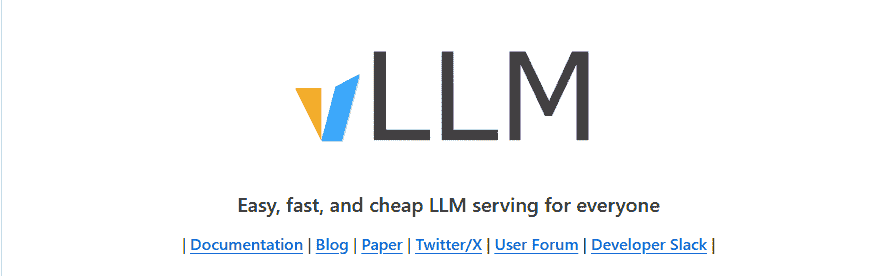 vLLM
Easy, fast, and cheap LLM serving for everyone
| Documentation | Blog | Paper | Twitter/X | User Forum | Developer Slack |